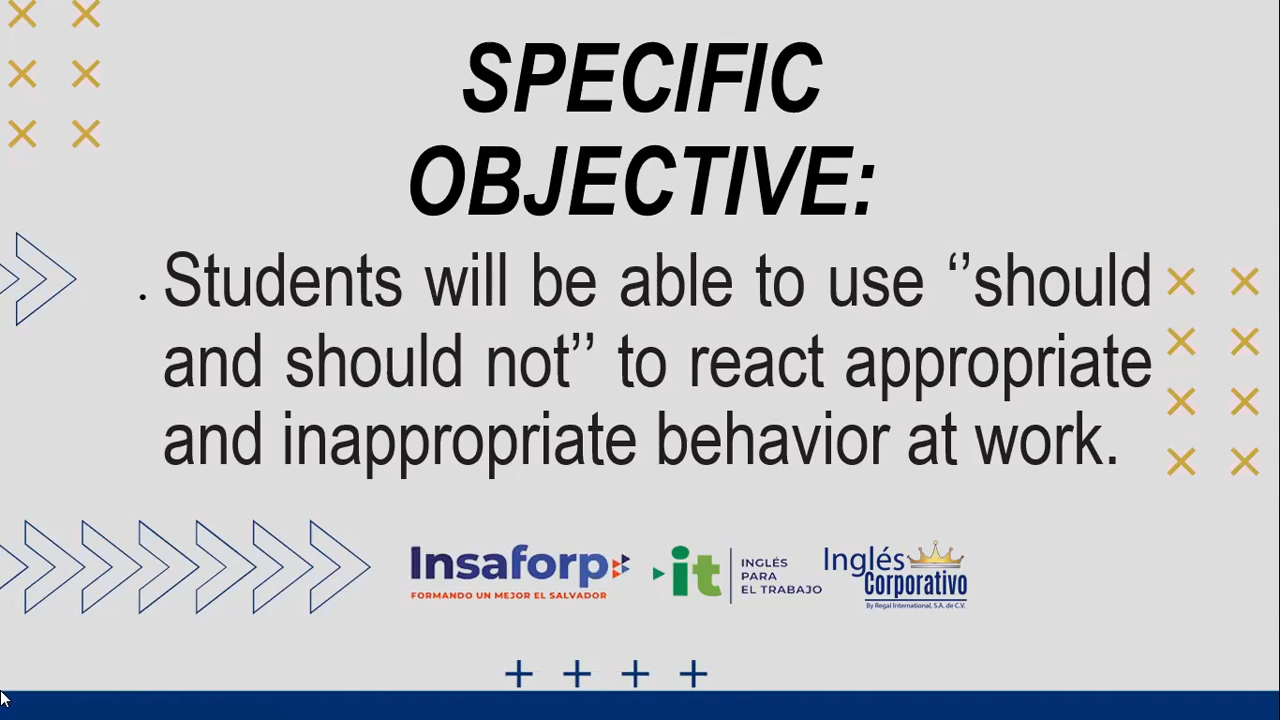 SPECIFIC
OBJECTIVE:
. Students will be able to use ‘’should
and should not’’ to react appropriate
and inappropriate behavior at work.
Insaforp
FORMANDO UN MEJOR EL SALVADOR
it
INGLÉS
PARA
EL TRABAJO
Inglés
Corporativo
By Regal International, S.A. de C.V.